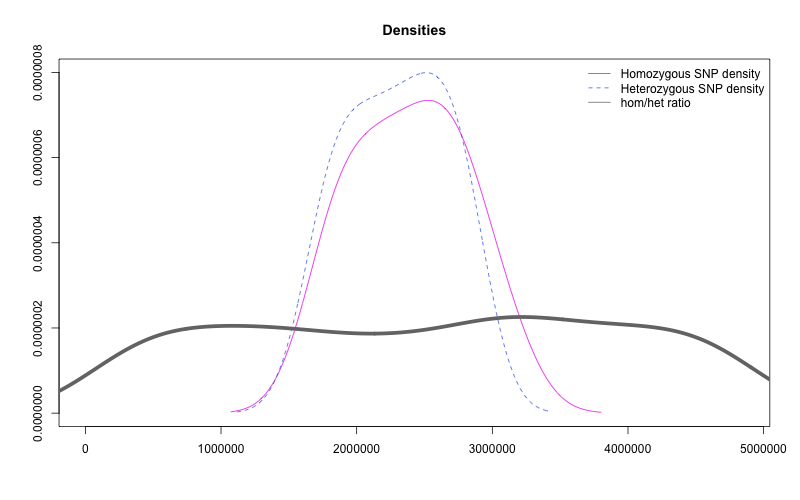 Densities
Homozygous SNP density
Heterozygous SNP density
hom/het ratio
0.0000008
0.0000006
0.0000004
0.0000002
0.0000000
0 1000000 2000000 3000000 4000000 5000000